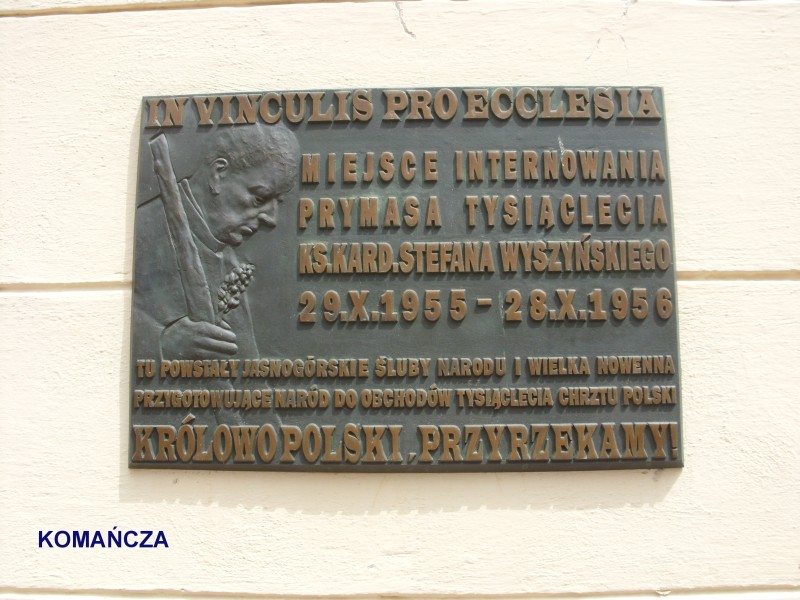 IN VINCULIS PRO ECCLESIA
MIEJSCE INTERNOWANIA
PRYMASA TYSIĄCLECIA
KS.KARD.STEFANA WYSZYŃSKIEGO
29.X.1955 - 28.X.1956
TU POWSTAŁY JASNOGÓRSKIE ŚLUBY NARODU I WIELKA NOWENNA
PRZYGOTOWUJĄCE NARÓD DO OBCHODÓW TYSIĄCLECIA CHRZTU POLSKI
KRÓLOWO POLSKI, PRZYRZEKAMY!
KOMAŃCZA